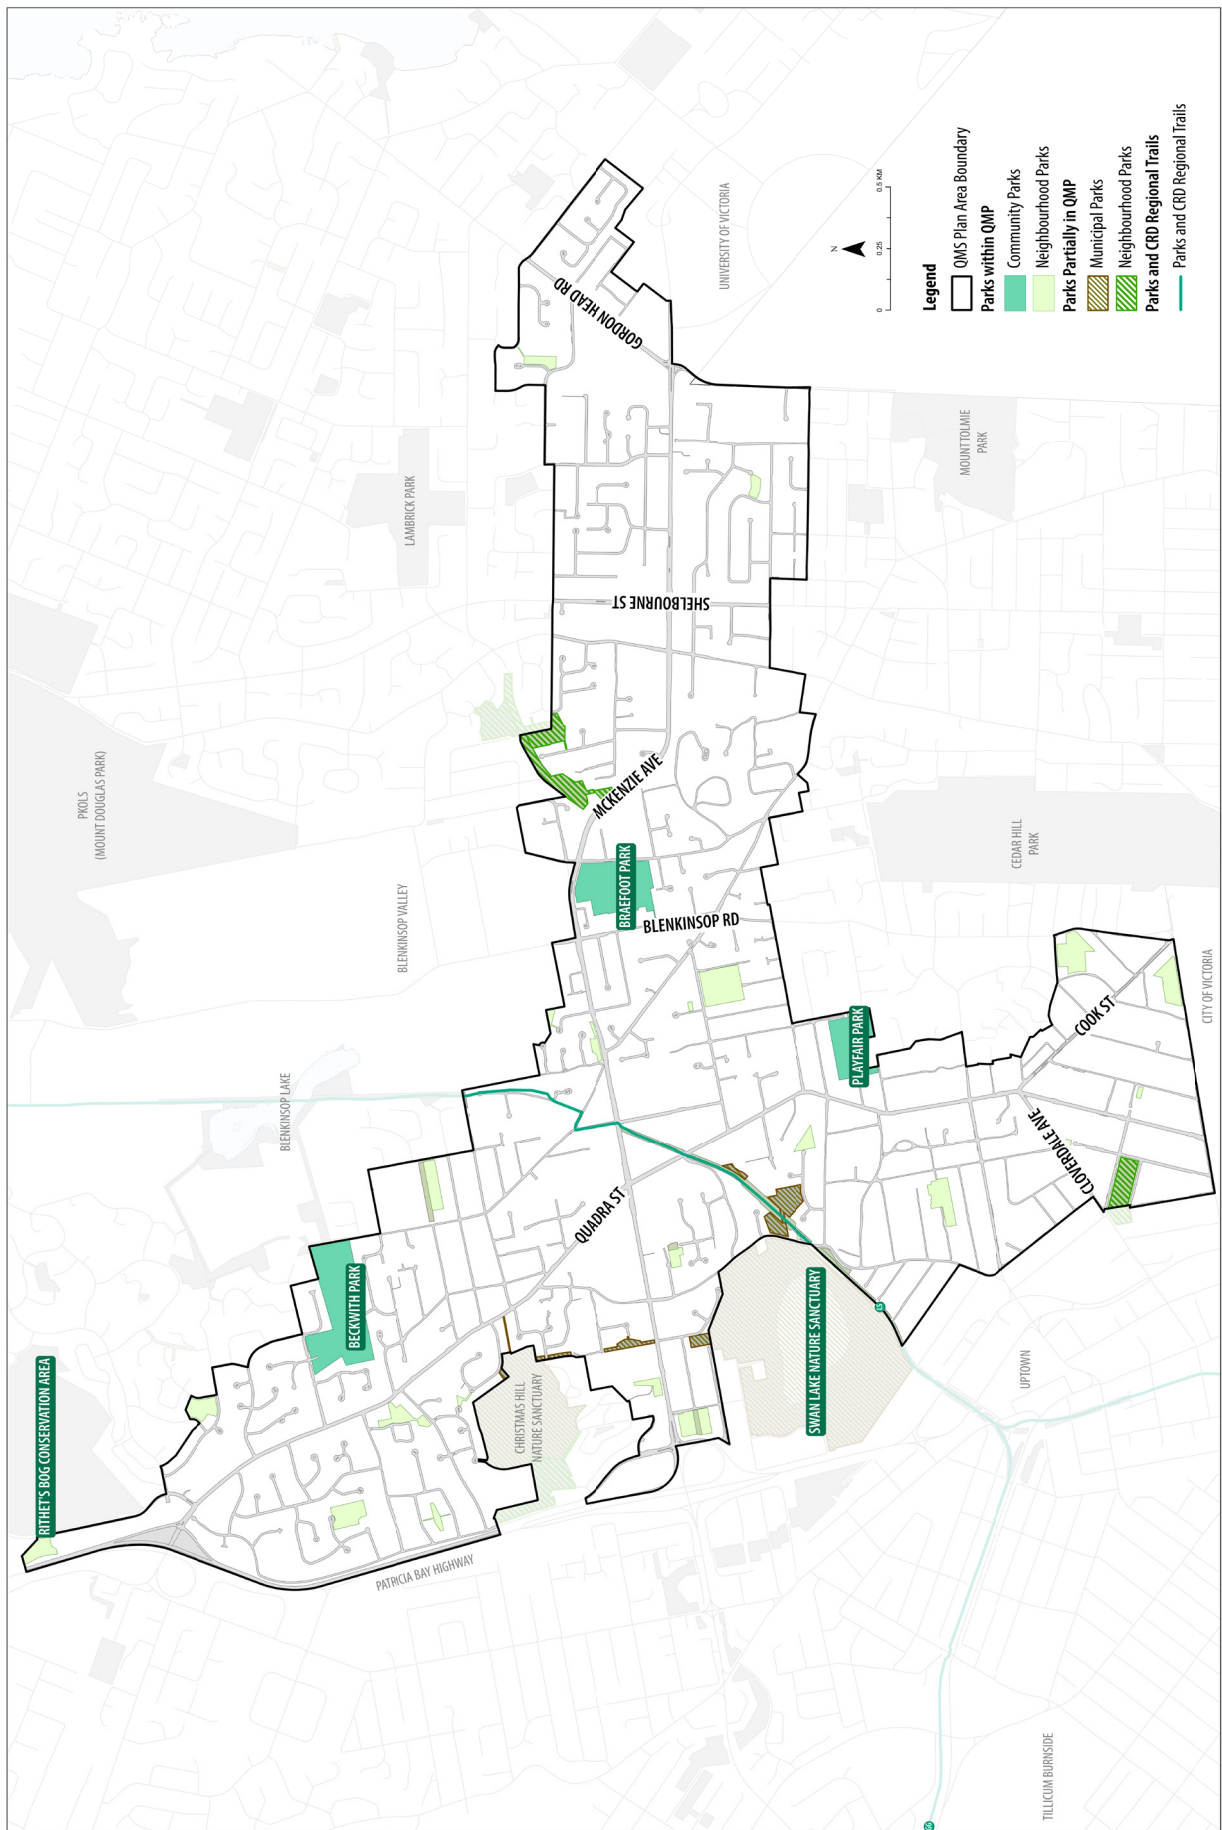 RITHET'S BOG CONSERVATION AREA
PATRICIA BAY HIGHWAY
BECKWITH PARK
BLENKINSOP LAKE
BLENKINSOP VALLEY
PKOLS
(MOUNT DOUGLAS PARK)
LAMBRICK PARK
CHRISTMAS HILL
NATURE SANCTUARY
QUADRA ST
BRAEFOOT PARK
BLENKINSOP RD
MCKENZIE AVE
SHELBOURNE ST
GORDON HEAD RD
UNIVERSITY OF VICTORIA
SWAN LAKE NATURE SANCTUARY
PLAYFAIR PARK
CEDAR HILL
PARK
MOUNT TOLMIE
PARK
TILLICUM BURNSIDE
UPTOWN
CLOVERDALE AVE
COOK ST
CITY OF VICTORIA
N
0 0.25 0.5 KM
Legend
QMS Plan Area Boundary
Parks within QMP
Community Parks
Neighbourhood Parks
Parks Partially in QMP
Municipal Parks
Neighbourhood Parks
Parks and CRD Regional Trails
Parks and CRD Regional Trails